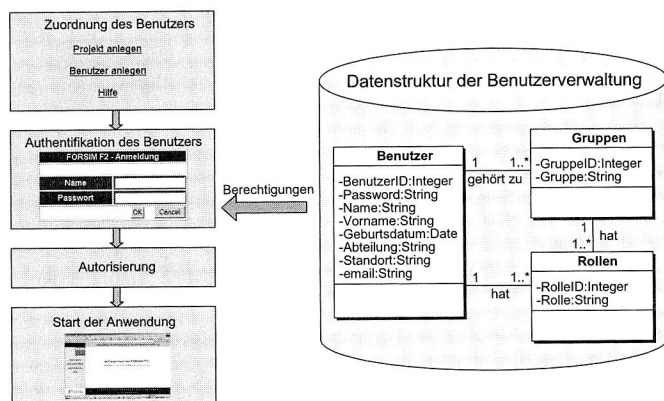 Zuordnung des Benutzers
Projekt anlegen
Benutzer anlegen
Hilfe
Authentifikation des Benutzers
FORSIM F2 - Anmeldung
Name
Passwort
OK Cancel
Autorisierung
Start der Anwendung
Berechtigungen
Datenstruktur der Benutzerverwaltung
Benutzer
-BenutzerID:Integer
-Password:String
-Name:String
-Vorname:String
-Geburtsdatum:Date
-Abteilung:String
-Standort:String
-email:String
1 1..*
gehört zu
Gruppen
-GruppeID:Integer
-Gruppe:String
1
hat
1..*
1 1..*
hat
Rollen
-RolleID:Integer
-Rolle:String